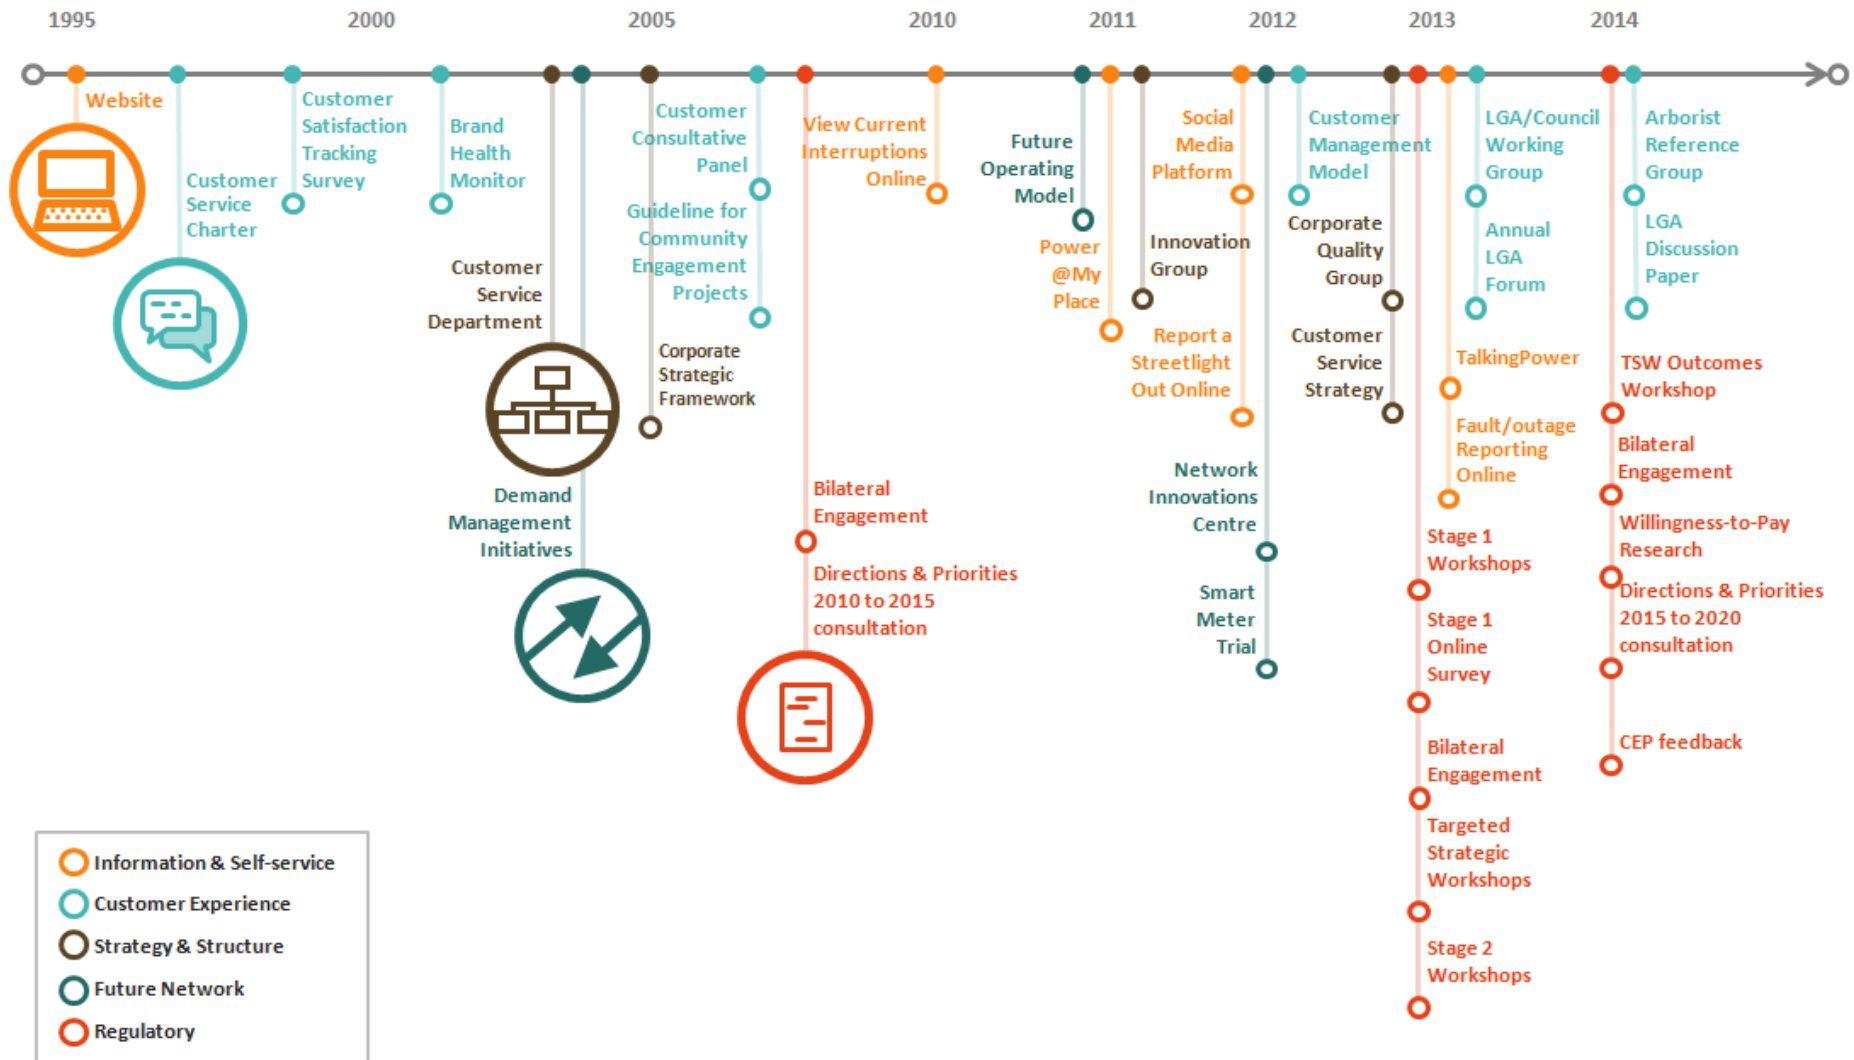 1995
2000
2005
2010
2011
2012
2013
2014
Website
Customer
Service
Charter
Customer
Satisfaction
Tracking
Survey
Brand
Health
Monitor
Customer
Service
Department
Demand
Management
Initiatives
Corporate
Strategic
Framework
Customer
Consultative
Panel
Guideline for
Community
Engagement
Projects
Bilateral
Engagement
Directions & Priorities
2010 to 2015
consultation
View Current
Interruptions
Online
Future
Operating
Model
Power
@My
Place
Innovation
Group
Social
Media
Platform
Report a
Streetlight
Out Online
Network
Innovations
Centre
Smart
Meter
Trial
Customer
Management
Model
Corporate
Quality
Group
Customer
Service
Strategy
Stage 1
Workshops
Stage 1
Online
Survey
Bilateral
Engagement
Targeted
Strategic
Workshops
Stage 2
Workshops
TalkingPower
Fault/outage
Reporting
Online
LGA/Council
Working
Group
Annual
LGA
Forum
TSW Outcomes
Workshop
Bilateral
Engagement
Willingness-to-Pay
Research
Directions & Priorities
2015 to 2020
consultation
CEP feedback
Arborist
Reference
Group
LGA
Discussion
Paper
Information & Self-service
Customer Experience
Strategy & Structure
Future Network
Regulatory